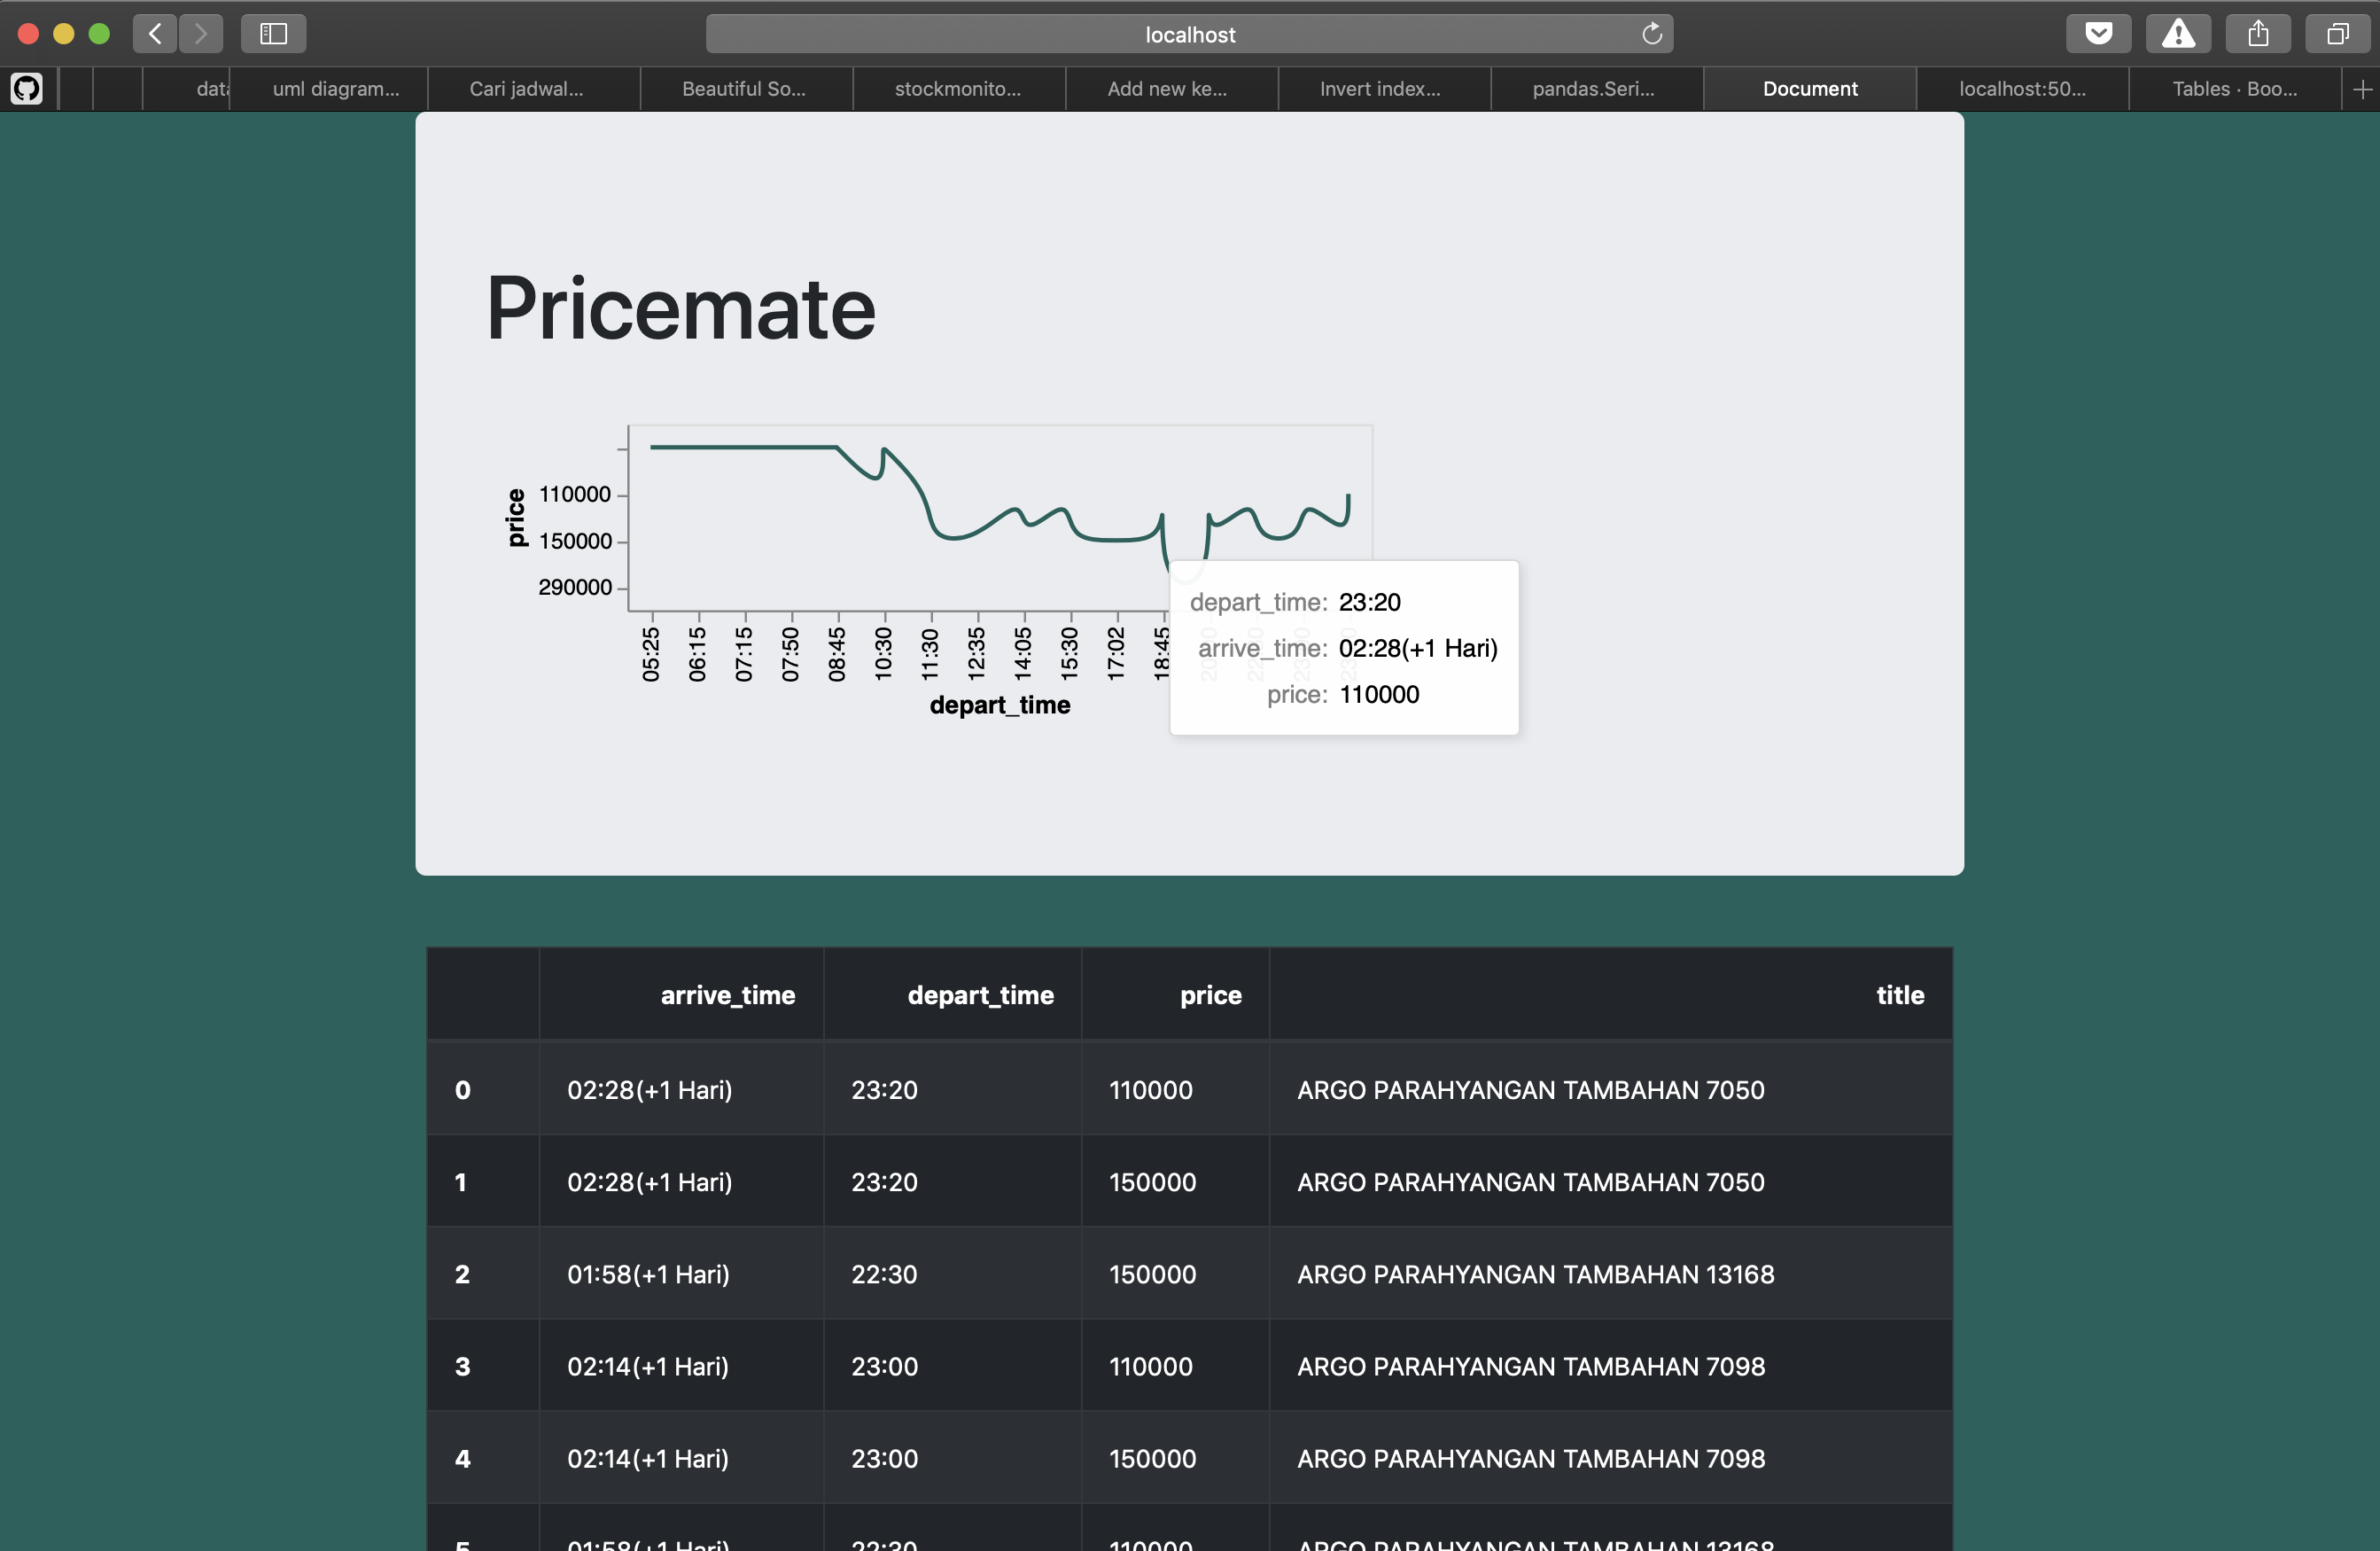 localhost
data
uml diagram...
Cari jadwal...
Beautiful So...
stockmonito...
Add new ke...
Invert index...
pandas.Seri...
Document
localhost:50...
Tables · Boo...
Pricemate
price
110000
150000
290000
05:25
06:15
07:15
07:50
08:45
10:30
11:30
12:35
14:05
15:30
17:02
18:45
depart_time
depart_time: 23:20
arrive_time: 02:28(+1 Hari)
price: 110000
arrive_time depart_time price title
0 02:28(+1 Hari) 23:20 110000 ARGO PARAHYANGAN TAMBAHAN 7050
1 02:28(+1 Hari) 23:20 150000 ARGO PARAHYANGAN TAMBAHAN 7050
2 01:58(+1 Hari) 22:30 150000 ARGO PARAHYANGAN TAMBAHAN 13168
3 02:14(+1 Hari) 23:00 110000 ARGO PARAHYANGAN TAMBAHAN 7098
4 02:14(+1 Hari) 23:00 150000 ARGO PARAHYANGAN TAMBAHAN 7098
5 01:58(+1 Hari) 22:30 110000 ARGO PARAHYANGAN TAMBAHAN 13168